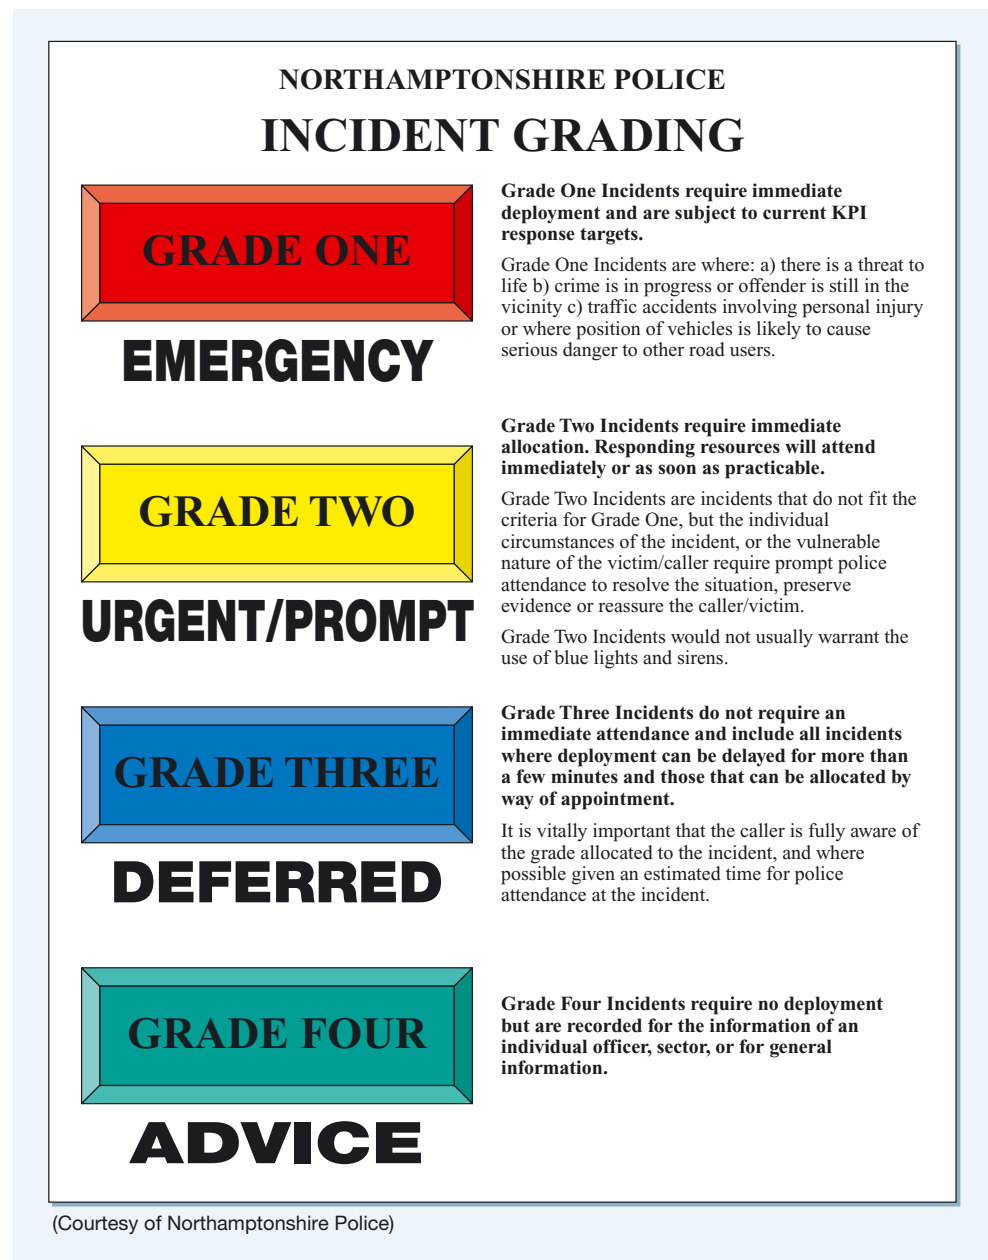 NORTHAMPTONSHIRE POLICE
INCIDENT GRADING
GRADE ONE
EMERGENCY
Grade One Incidents require immediate
deployment and are subject to current KPI
response targets.
Grade One Incidents are where: a) there is a threat to
life b) crime is in progress or offender is still in the
vicinity c) traffic accidents involving personal injury
or where position of vehicles is likely to cause
serious danger to other road users.
GRADE TWO
URGENT/PROMPT
Grade Two Incidents require immediate
allocation. Responding resources will attend
immediately or as soon as practicable.
Grade Two Incidents are incidents that do not fit the
criteria for Grade One, but the individual
circumstances of the incident, or the vulnerable
nature of the victim/caller require prompt police
attendance to resolve the situation, preserve
evidence or reassure the caller/victim.
Grade Two Incidents would not usually warrant the
use of blue lights and sirens.
GRADE THREE
DEFERRED
Grade Three Incidents do not require an
immediate attendance and include all incidents
where deployment can be delayed for more than
a few minutes and those that can be allocated by
way of appointment.
It is vitally important that the caller is fully aware of
the grade allocated to the incident, and where
possible given an estimated time for police
attendance at the incident.
GRADE FOUR
ADVICE
Grade Four Incidents require no deployment
but are recorded for the information of an
individual officer, sector, or for general
information.
(Courtesy of Northamptonshire Police)